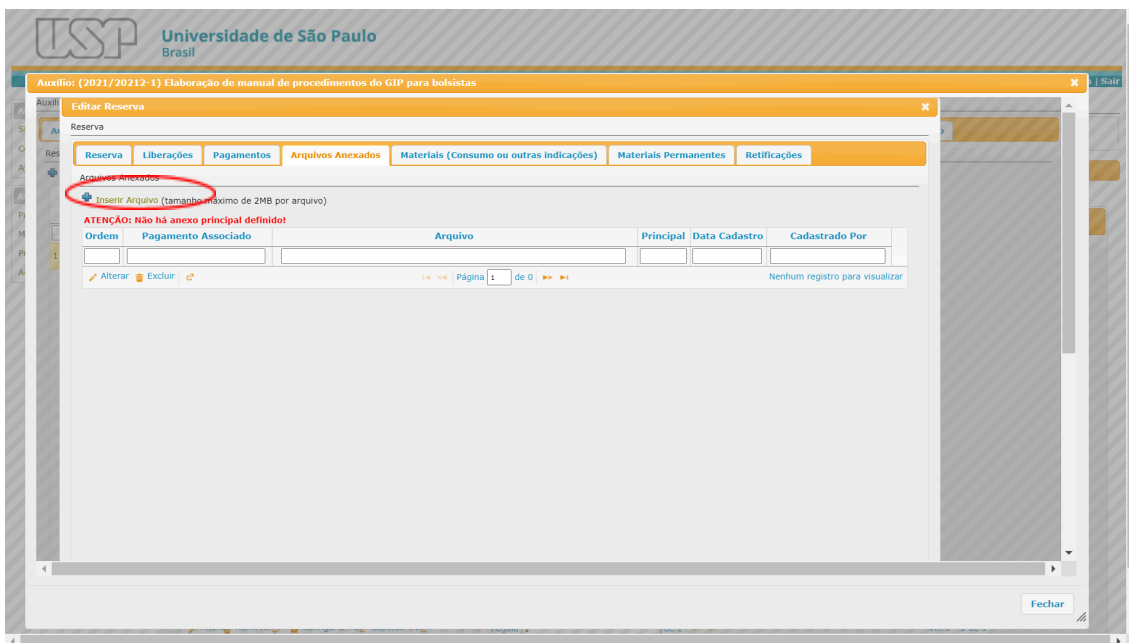 USP
Universidade de São Paulo
Brasil
| Sair
Auxílio: (2021/20212-1) Elaboração de manual de procedimentos do GIP para bolsistas
Auxíli
Editar Reserva
Reserva
Reserva Liberações Pagamentos Arquivos Anexados Materiais (Consumo ou outras indicações) Materiais Permanentes Retificações
Arquivos Anexados
Inserir Arquivo (tamanho máximo de 2MB por arquivo)
ATENÇÃO: Não há anexo principal definido!
Ordem Pagamento Associado Arquivo Principal Data Cadastro Cadastrado Por
Alterar Excluir Página 1 de 0 Nenhum registro para visualizar
Fechar